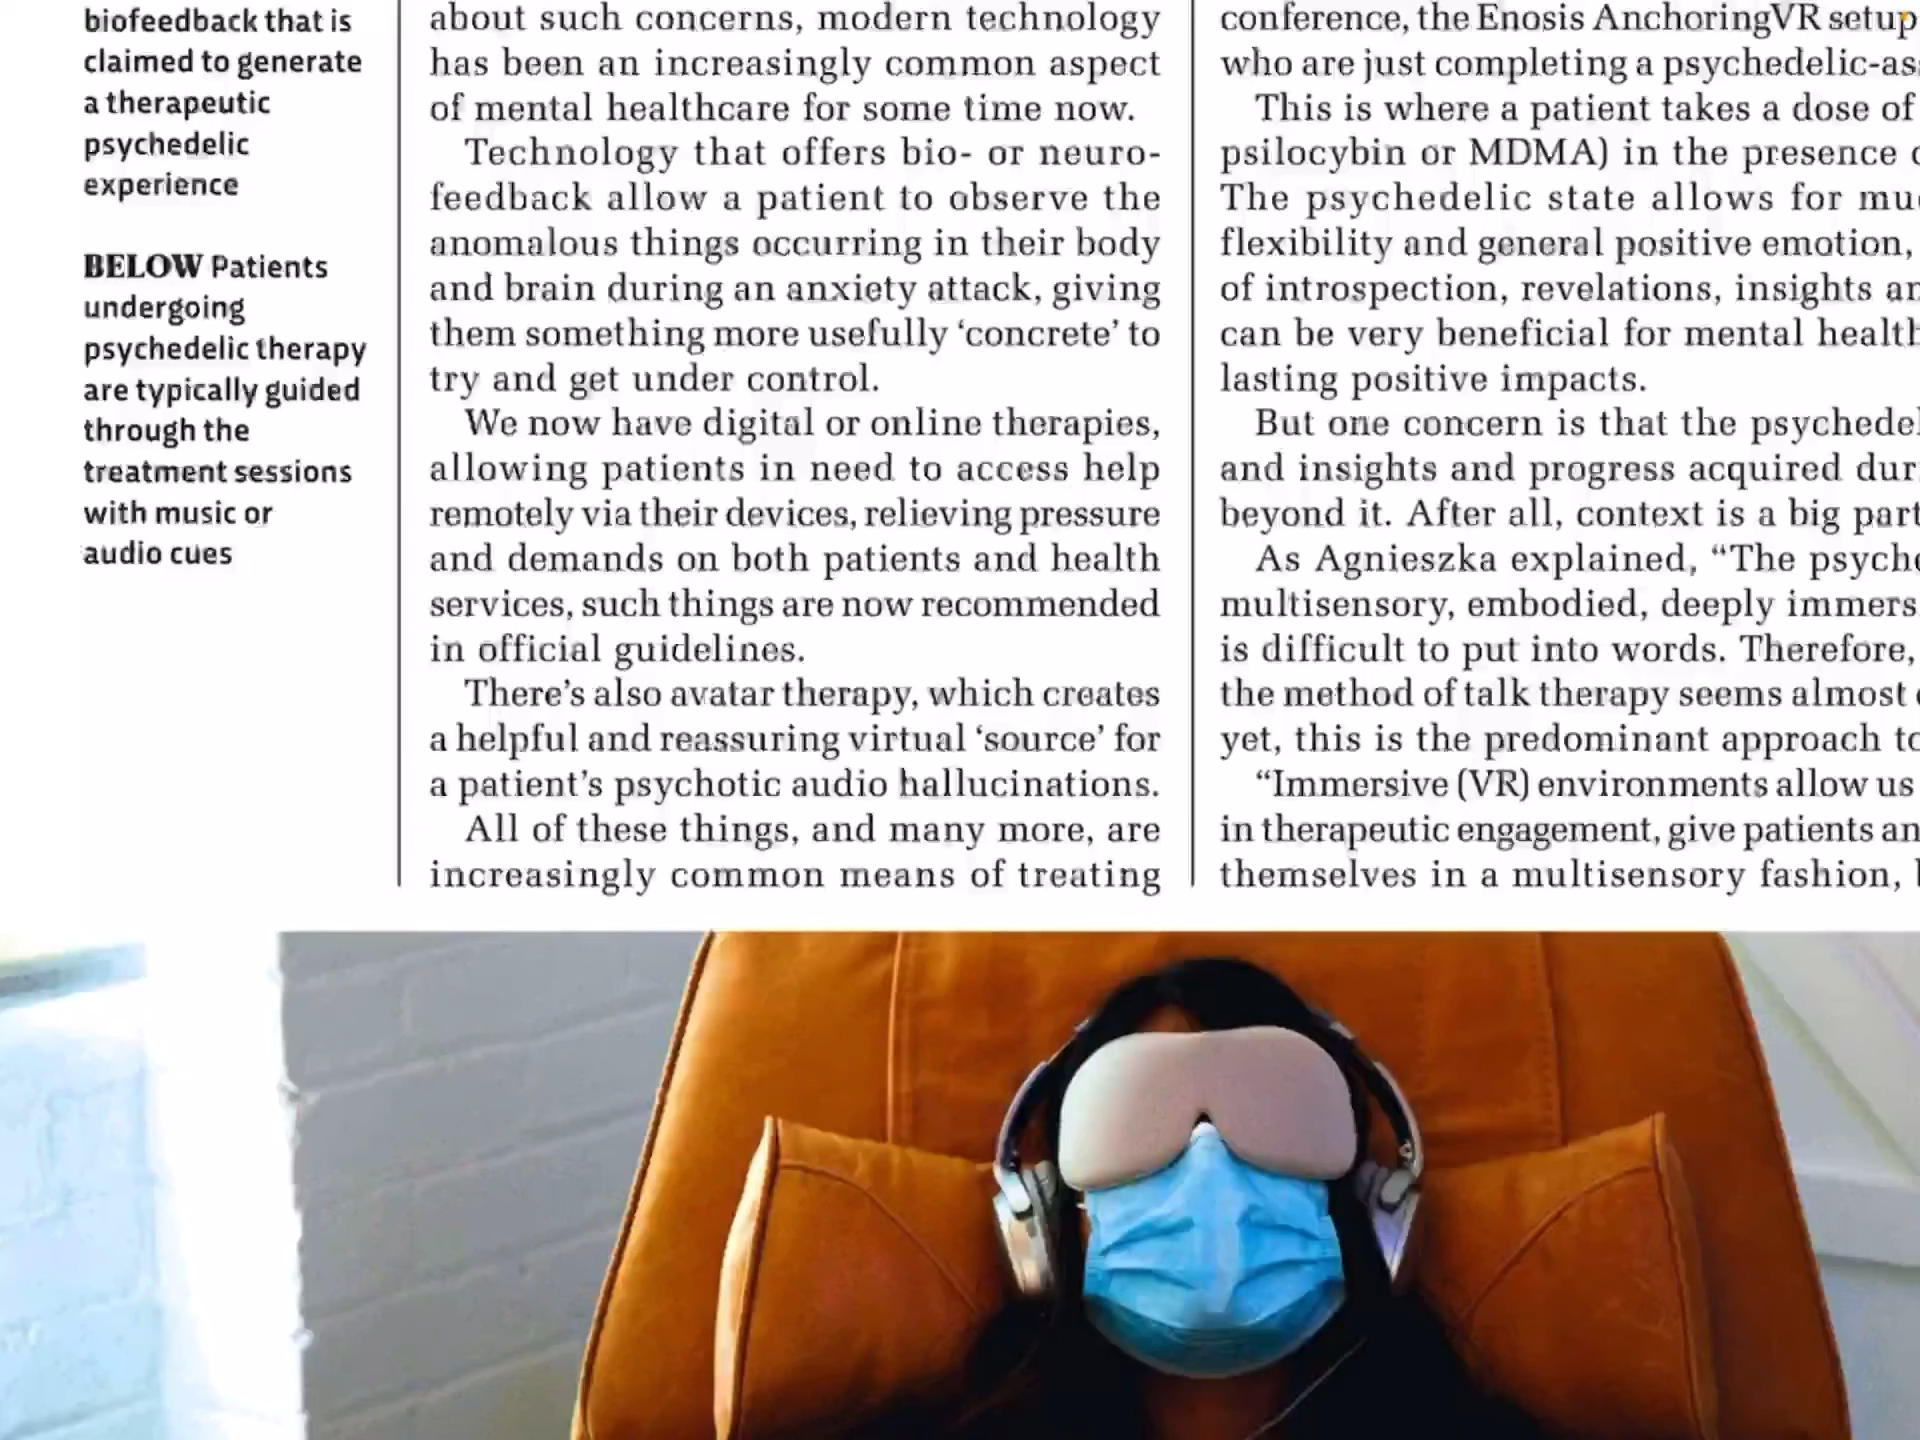 biofeedback that is
claimed to generate
a therapeutic
psychedelic
experience
BELOW Patients
undergoing
psychedelic therapy
are typically guided
through the
treatment sessions
with music or
audio cues
about such concerns, modern technology
has been an increasingly common aspect
of mental healthcare for some time now.
Technology that offers bio- or neuro-
feedback allow a patient to observe the
anomalous things occurring in their body
and brain during an anxiety attack, giving
them something more usefully ‘concrete’ to
try and get under control.
We now have digital or online therapies,
allowing patients in need to access help
remotely via their devices, relieving pressure
and demands on both patients and health
services, such things are now recommended
in official guidelines.
There’s also avatar therapy, which creates
a helpful and reassuring virtual ‘source’ for
a patient’s psychotic audio hallucinations.
All of these things, and many more, are
increasingly common means of treating
conference, the Enosis AnchoringVR setup
who are just completing a psychedelic-as
This is where a patient takes a dose of
psilocybin or MDMA) in the presence
The psychedelic state allows for mu
flexibility and general positive emotion,
of introspection, revelations, insights an
can be very beneficial for mental health
lasting positive impacts.
But one concern is that the psychedel
and insights and progress acquired dur
beyond it. After all, context is a big part
As Agnieszka explained, “The psyche
multisensory, embodied, deeply immers
is difficult to put into words. Therefore,
the method of talk therapy seems almost
yet, this is the predominant approach to
“Immersive (VR) environments allow us
in therapeutic engagement, give patients an
themselves in a multisensory fashion,